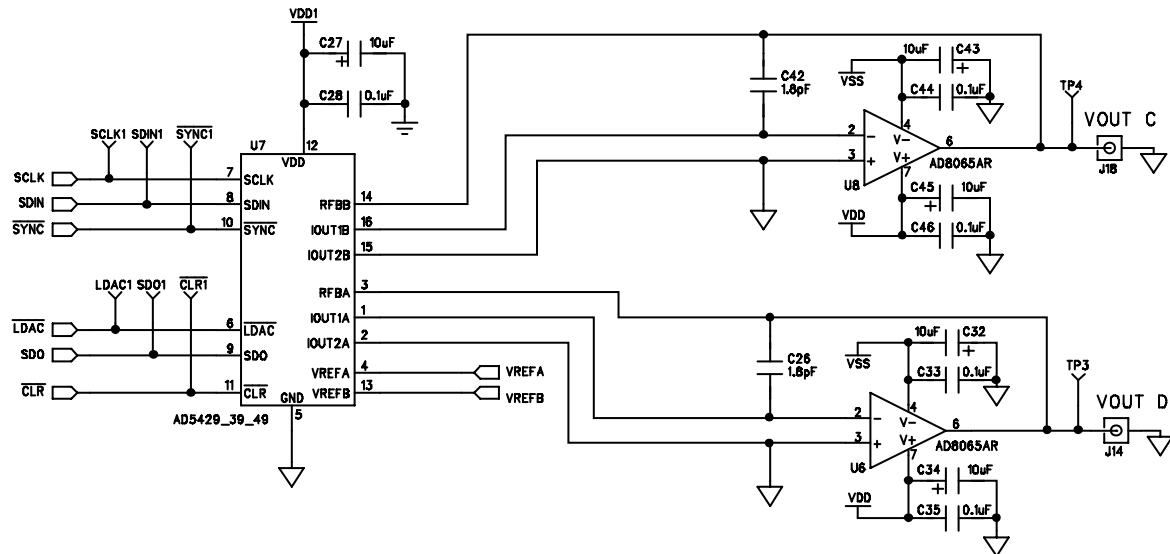 VDD1
C27
10uF
+
C28
0.1uF
SCLK1 SDIN1 SYNC1
U7
12
VDD
SCLK 7 SCLK
SDIN 8 SDIN
SYNC 10 SYNC
RFBB 14
IOUT1B 16
IOUT2B 15
LDAC1 SDO1 CLR1
RFBA 3
IOUT1A 1
IOUT2A 2
LDAC 6 LDAC
SDO 9 SDO
CLR 11 CLR
VREFA 4 VREFA
VREFB 13 VREFB
GND
5
AD5429_39_49
C42
1.8pF
10uF C43
VSS
+
C44 0.1uF
TP4
VOUT C
2 -
3 +
4
V-
V+
7
6
AD8065AR
U8
J18
C45 10uF
+
VDD
C46 0.1uF
C26
1.8pF
10uF C32
VSS
+
C33 0.1uF
TP3
VOUT D
2 -
3 +
4
V-
V+
7
6
AD8065AR
U6
J14
C34 10uF
+
VDD
C35 0.1uF